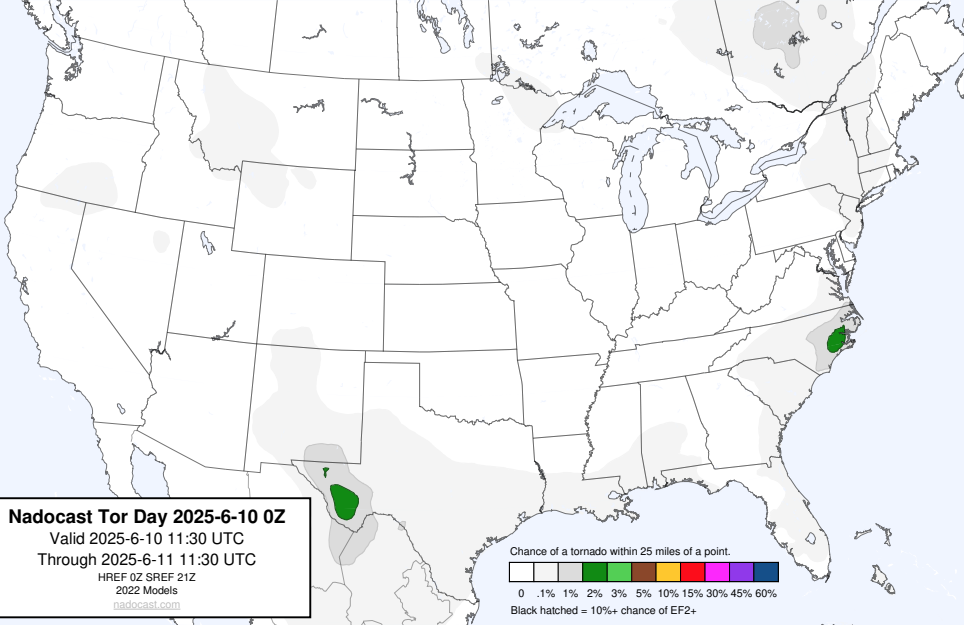 Nadocast Tor Day 2025-6-10 0Z
Valid 2025-6-10 11:30 UTC
Through 2025-6-11 11:30 UTC
HREF 0Z SREF 21Z
2022 Models
nadocast.com
Chance of a tornado within 25 miles of a point.
0 .1% 1% 2% 3% 5% 10% 15% 30% 45% 60%
Black hatched = 10%+ chance of EF2+